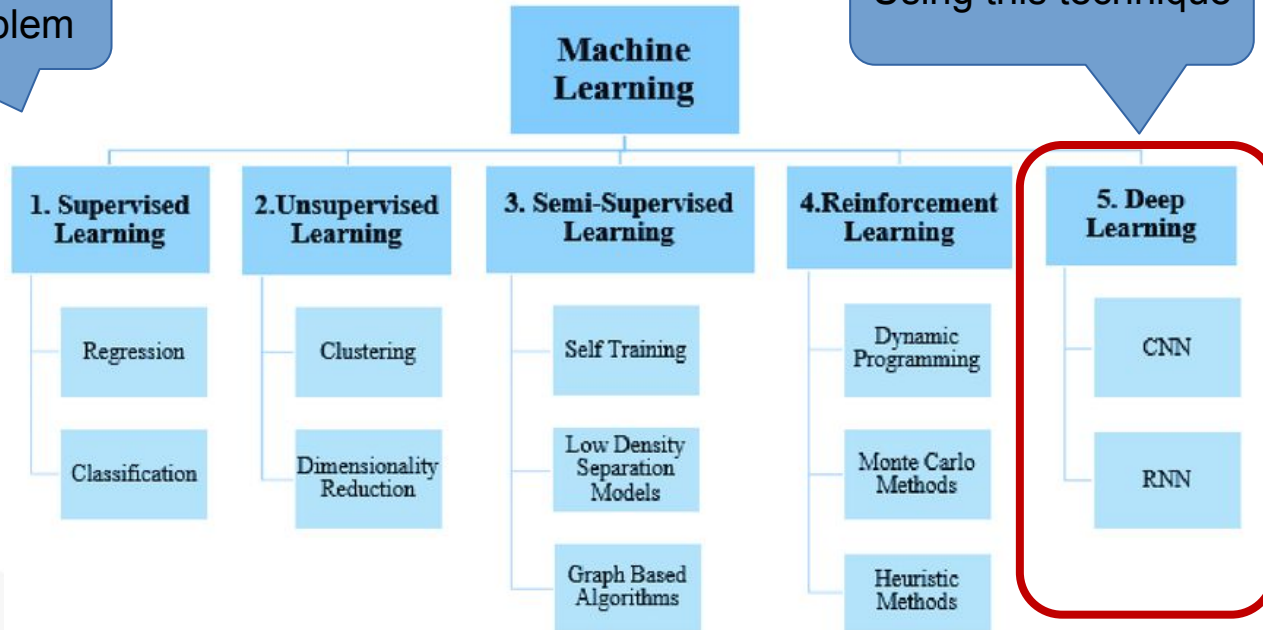 Using this technique
Machine
Learning
1. Supervised
Learning
2.Unsupervised
Learning
3. Semi-Supervised
Learning
4.Reinforcement
Learning
5. Deep
Learning
Regression
Classification
Clustering
Dimensionality
Reduction
Self Training
Low Density
Separation
Models
Graph Based
Algorithms
Dynamic
Programming
Monte Carlo
Methods
Heuristic
Methods
CNN
RNN